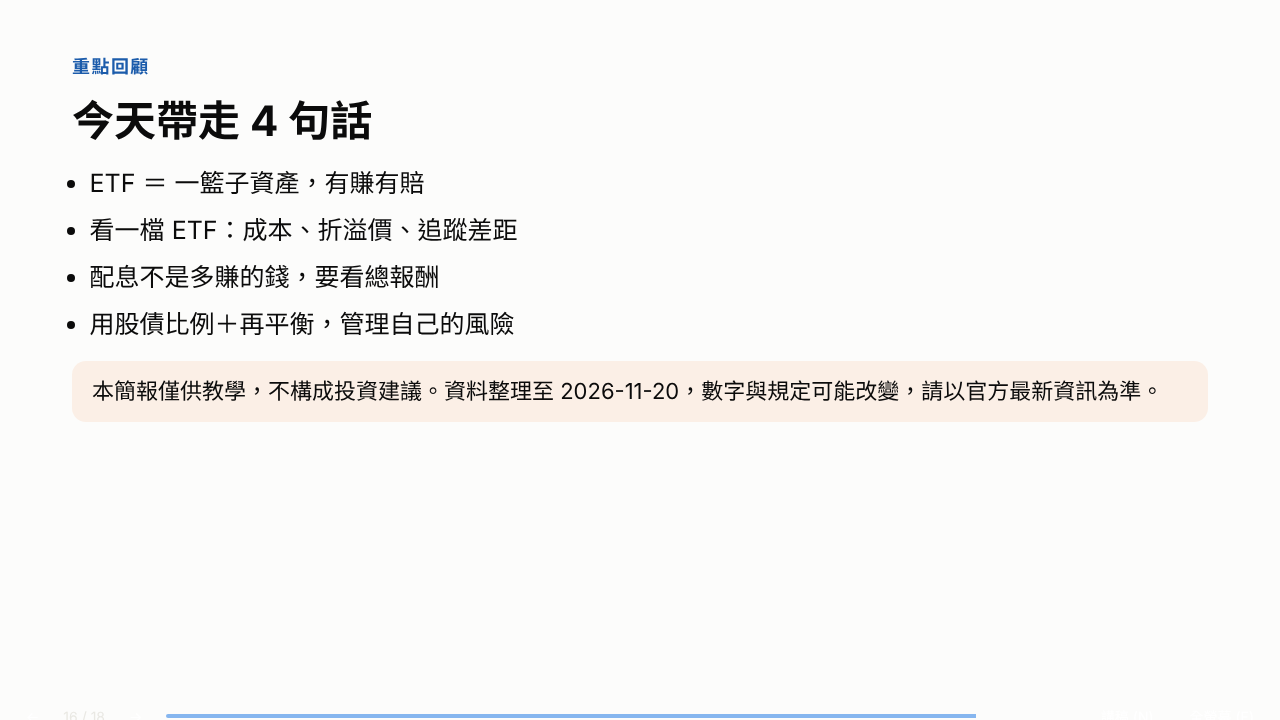 重點回顧
今天帶走 4 句話
ETF ＝ 一籃子資產，有賺有賠
看一檔 ETF：成本、折溢價、追蹤差距
配息不是多賺的錢，要看總報酬
用股債比例＋再平衡，管理自己的風險
本簡報僅供教學，不構成投資建議。資料整理至 2026-11-20，數字與規定可能改變，請以官方最新資訊為準。
16 / 18